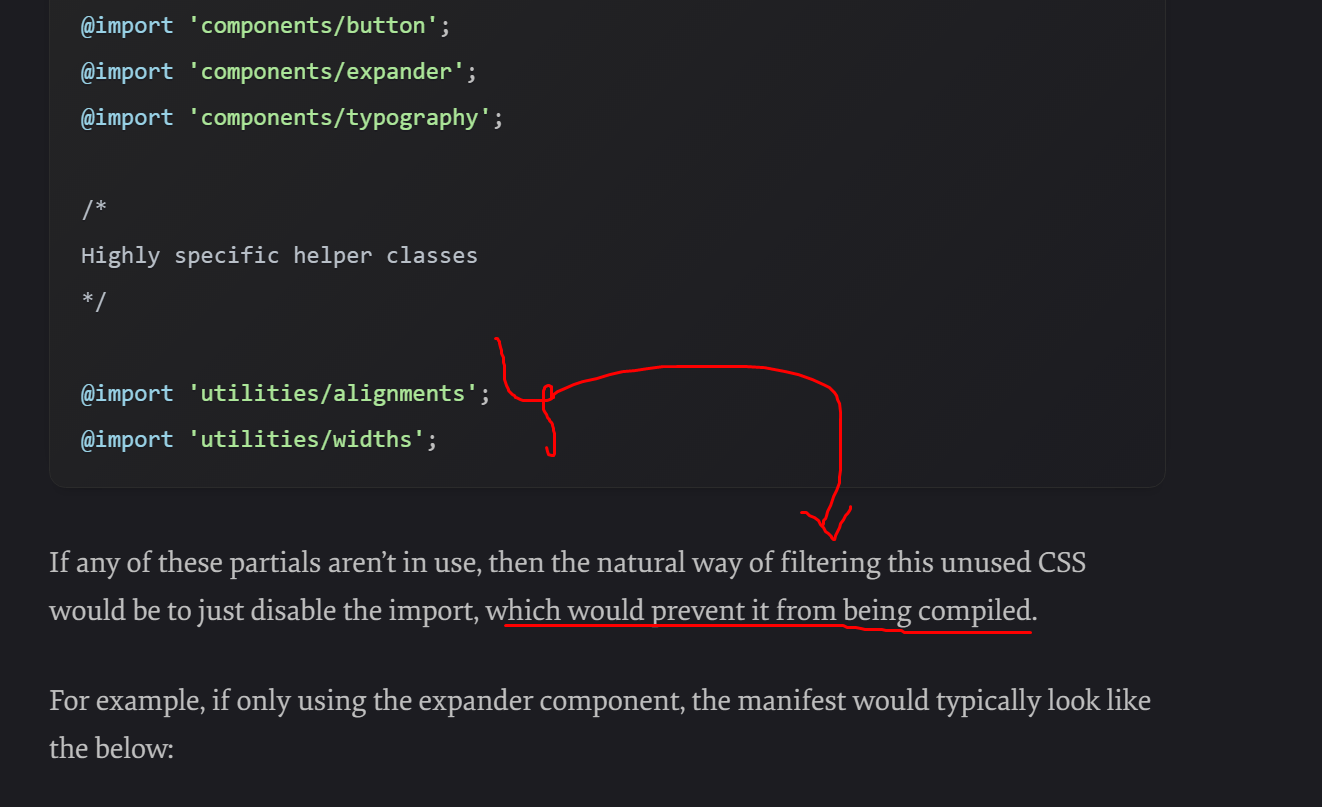 @import 'components/button';
@import 'components/expander';
@import 'components/typography';
/*
Highly specific helper classes
*/
@import 'utilities/alignments';
@import 'utilities/widths';
If any of these partials aren’t in use, then the natural way of filtering this unused CSS
would be to just disable the import, which would prevent it from being compiled.
For example, if only using the expander component, the manifest would typically look like
the below: